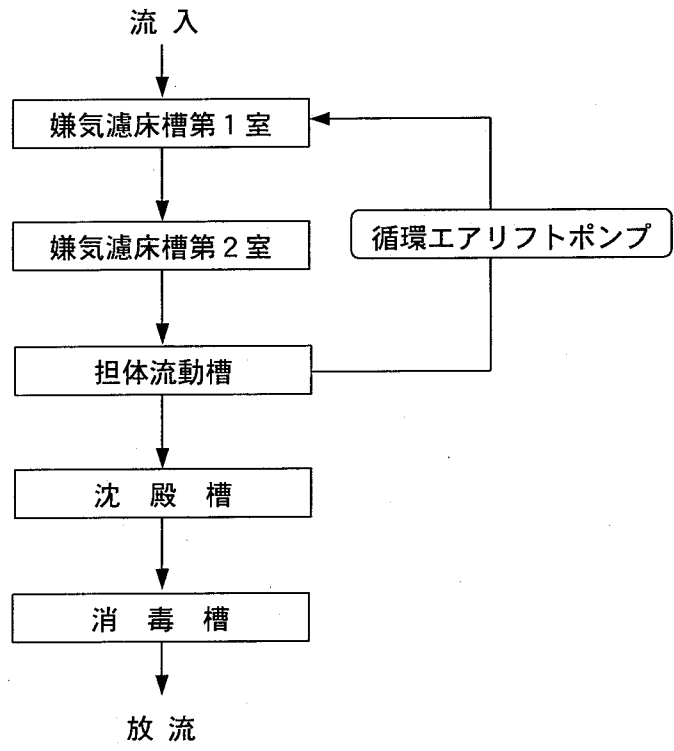 流入
嫌気濾床槽第1室
嫌気濾床槽第2室
循環エアリフトポンプ
担体流動槽
沈殿槽
消毒槽
放流